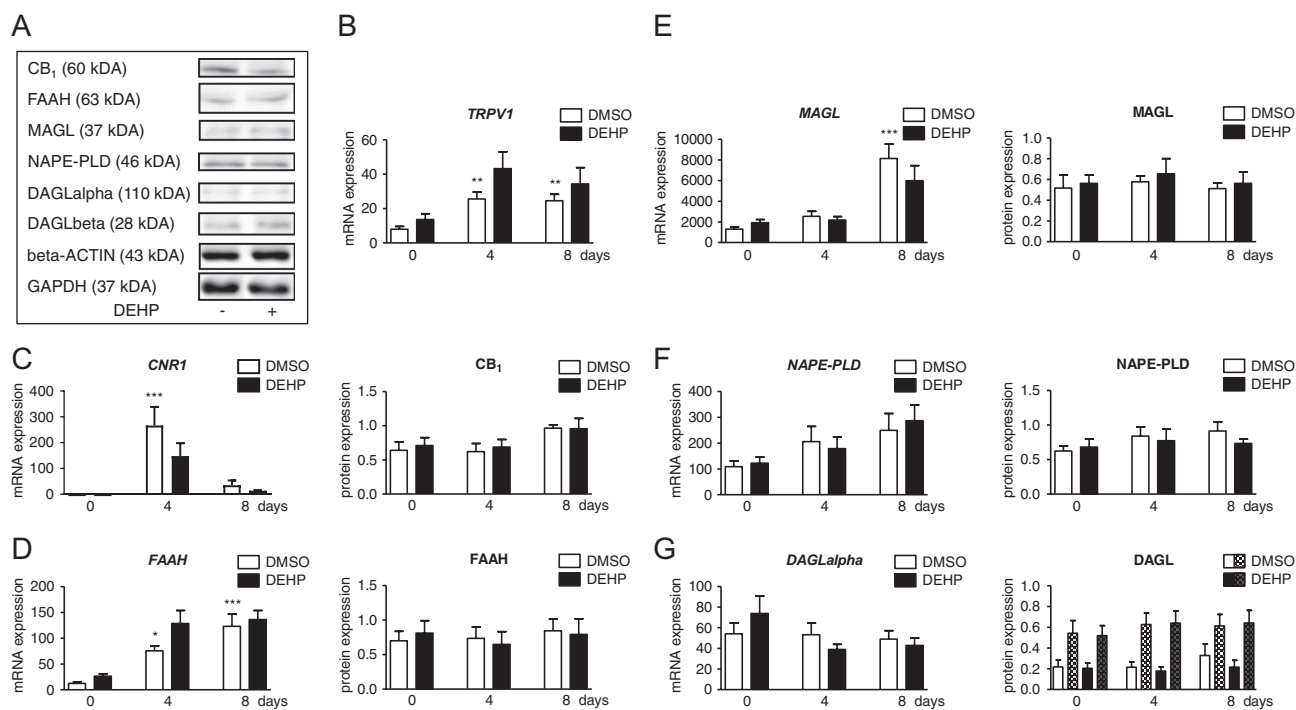 A
CB1 (60 kDA)
FAAH (63 kDA)
MAGL (37 kDA)
NAPE-PLD (46 kDA)
DAGLalpha (110 kDA)
DAGLbeta (28 kDA)
beta-ACTIN (43 kDA)
GAPDH (37 kDA)
DEHP - +
B
TRPV1
DMSO
DEHP
mRNA expression
60
40
20
0
**
**
0 4 8 days
E
MAGL
DMSO
DEHP
mRNA expression
10000
8000
6000
4000
2000
0
***
0 4 8 days
MAGL
DMSO
DEHP
protein expression
1.0
0.8
0.6
0.4
0.2
0.0
0 4 8 days
C
CNR1
DMSO
DEHP
mRNA expression
400
300
200
100
0
***
0 4 8 days
CB1
DMSO
DEHP
protein expression
1.5
1.0
0.5
0.0
0 4 8 days
F
NAPE-PLD
DMSO
DEHP
mRNA expression
400
300
200
100
0
0 4 8 days
NAPE-PLD
DMSO
DEHP
protein expression
1.5
1.0
0.5
0.0
0 4 8 days
D
FAAH
DMSO
DEHP
mRNA expression
200
150
100
50
0
*
***
0 4 8 days
FAAH
DMSO
DEHP
protein expression
1.5
1.0
0.5
0.0
0 4 8 days
G
DAGLalpha
DMSO
DEHP
mRNA expression
100
80
60
40
20
0
0 4 8 days
DAGL
DMSO
DEHP
protein expression
1.0
0.8
0.6
0.4
0.2
0.0
0 4 8 days